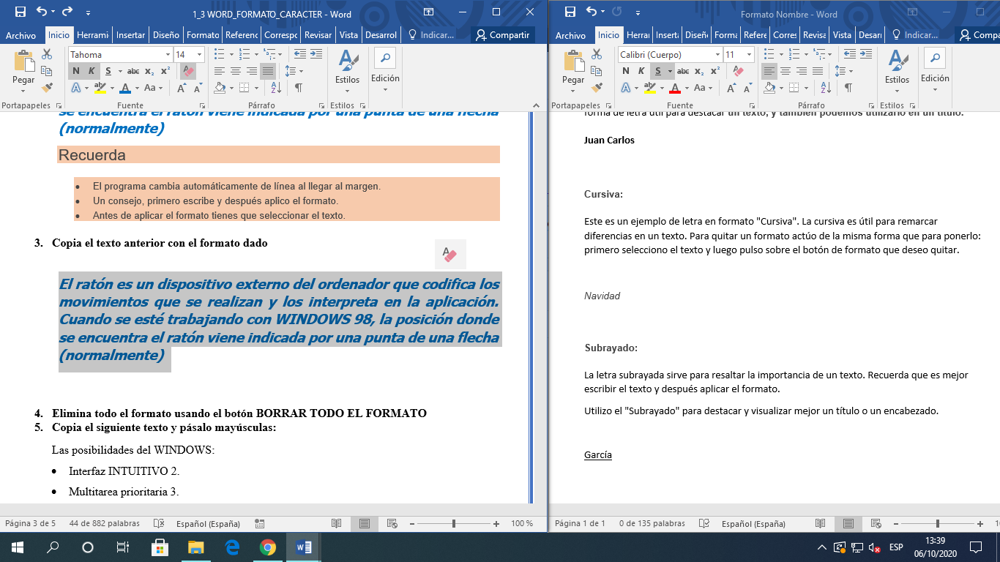 1_3 WORD_FORMATO_CARACTER - Word
Archivo Inicio Herrami Insertar Diseño Formato Referenc Correspo Revisar Vista Desarrol Indicar... Compartir
Pegar
Portapapeles
Tahoma 14
N K S abc x₂ x²
A ab A Aa A A
Fuente
Párrafo
Estilos
Estilos
Edición
se encuentra el ratón viene indicada por una punta de una flecha
(normalmente)
Recuerda
• El programa cambia automáticamente de línea al llegar al margen.
• Un consejo, primero escribe y después aplico el formato.
• Antes de aplicar el formato tienes que seleccionar el texto.
3. Copia el texto anterior con el formato dado
A
El ratón es un dispositivo externo del ordenador que codifica los
movimientos que se realizan y los interpreta en la aplicación.
Cuando se esté trabajando con WINDOWS 98, la posición donde
se encuentra el ratón viene indicada por una punta de una flecha
(normalmente)
4. Elimina todo el formato usando el botón BORRAR TODO EL FORMATO
5. Copia el siguiente texto y pásalo mayúsculas:
Las posibilidades del WINDOWS:
• Interfaz INTUITIVO 2.
• Multitarea prioritaria 3.
Página 3 de 5 44 de 882 palabras Español (España) 100 %
Formato Nombre - Word
Archivo Inicio Herrar Inserta Diseñ Forma Refere Corres Revisa Vista Desarr Indicar... Compa
Pegar
Portapapeles
Calibri (Cuerpo) 11
N K S abc x₂ x²
A ab A Aa A A
Fuente
Párrafo
Estilos
Estilos
Edición
forma de letra útil para destacar un texto, y también podemos utilizarlo en un título.
Juan Carlos
Cursiva:
Este es un ejemplo de letra en formato "Cursiva". La cursiva es útil para remarcar
diferencias en un texto. Para quitar un formato actúo de la misma forma que para ponerlo:
primero selecciono el texto y luego pulso sobre el botón de formato que deseo quitar.
Navidad
Subrayado:
La letra subrayada sirve para resaltar la importancia de un texto. Recuerda que es mejor
escribir el texto y después aplicar el formato.
Utilizo el "Subrayado" para destacar y visualizar mejor un título o un encabezado.
García
Página 1 de 1 0 de 135 palabras Español (España) 10
ESP
13:39
06/10/2020